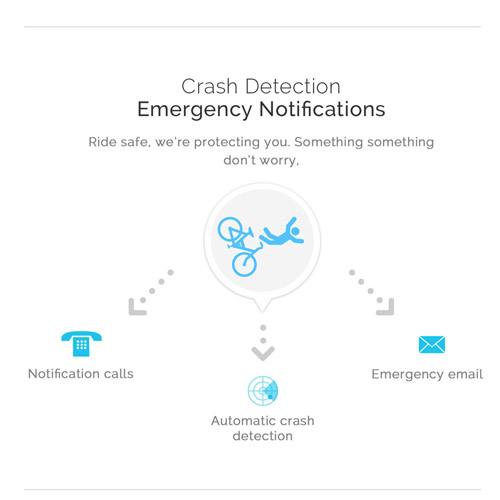 Crash Detection
Emergency Notifications
Ride safe, we're protecting you. Something something
don't worry,
Notification calls
Emergency email
Automatic crash
detection